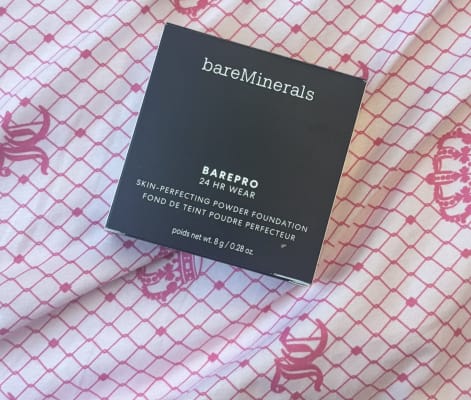 bareMinerals
BAREPRO
24 HR WEAR
SKIN-PERFECTING POWDER FOUNDATION
FOND DE TEINT POUDRE PERFECTEUR
poids net wt. 8 g / 0.28 oz.